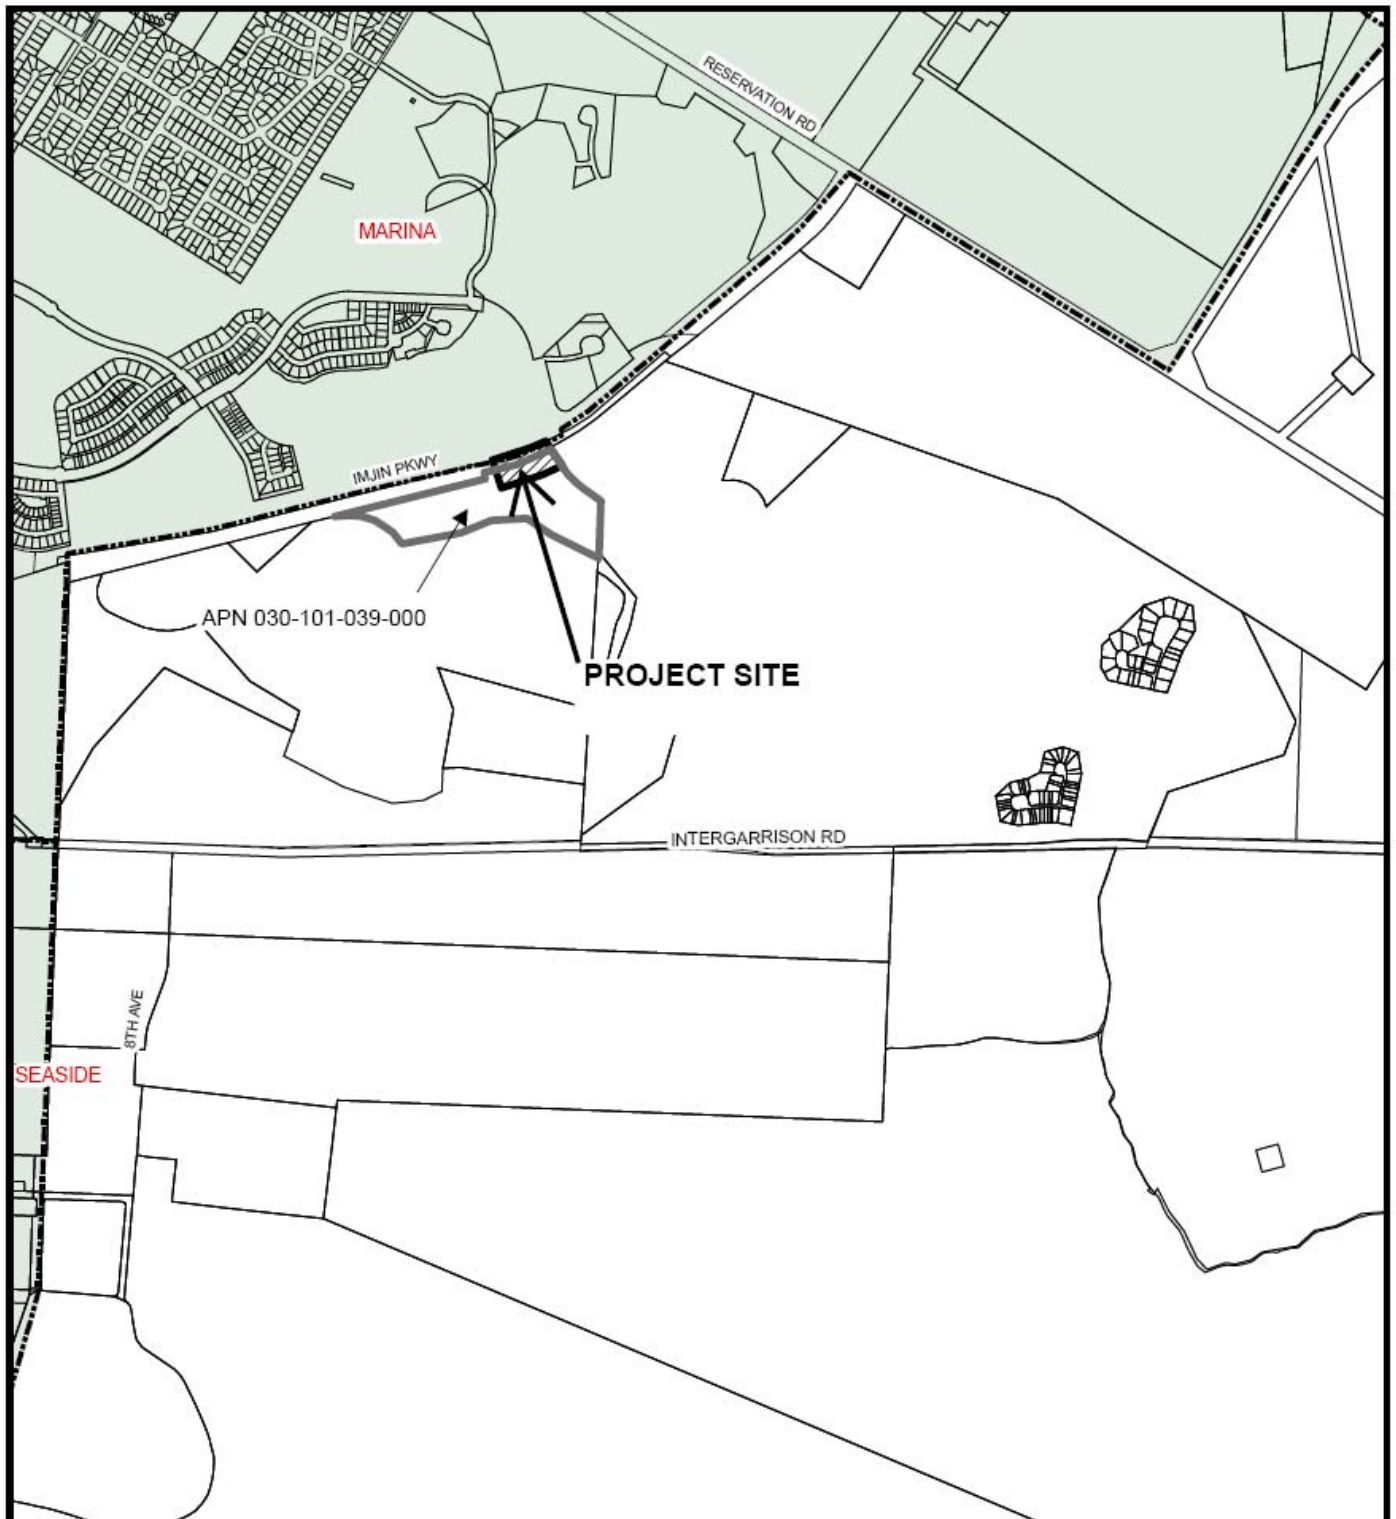 RESERVATION RD
MARINA
IMJIN PKWY
APN 030-101-039-000
PROJECT SITE
INTERGARRISON RD
8TH AVE
SEASIDE